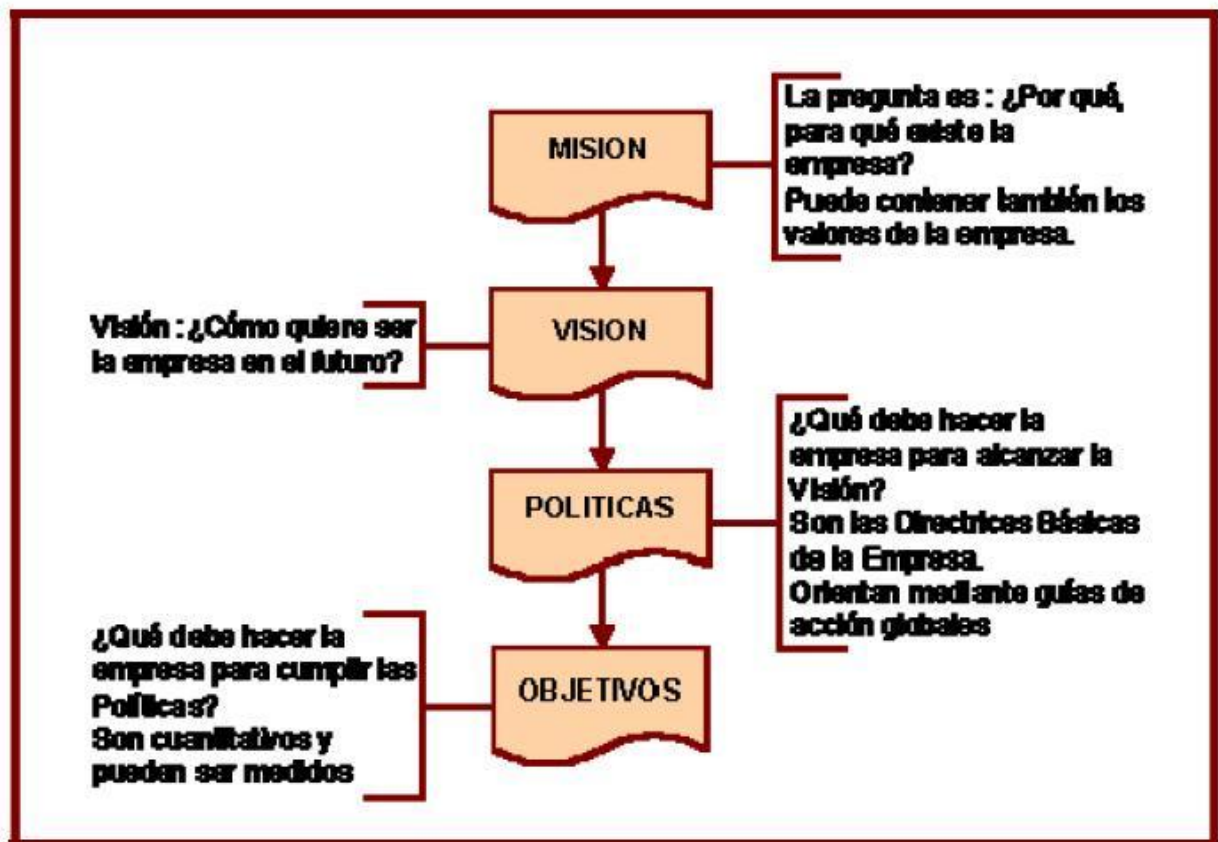 MISION
La pregunta es : ¿Por qué,
para qué existe la
empresa?
Puede contener también los
valores de la empresa.
VISION
Visión : ¿Cómo quiere ser
la empresa en el futuro?
POLITICAS
¿Qué debe hacer la
empresa para alcanzar la
Visión?
Son las Directrices Básicas
de la Empresa.
Orientan mediante guías de
acción globales
OBJETIVOS
¿Qué debe hacer la
empresa para cumplir las
Políticas?
Son cuantitativos y
pueden ser medidos